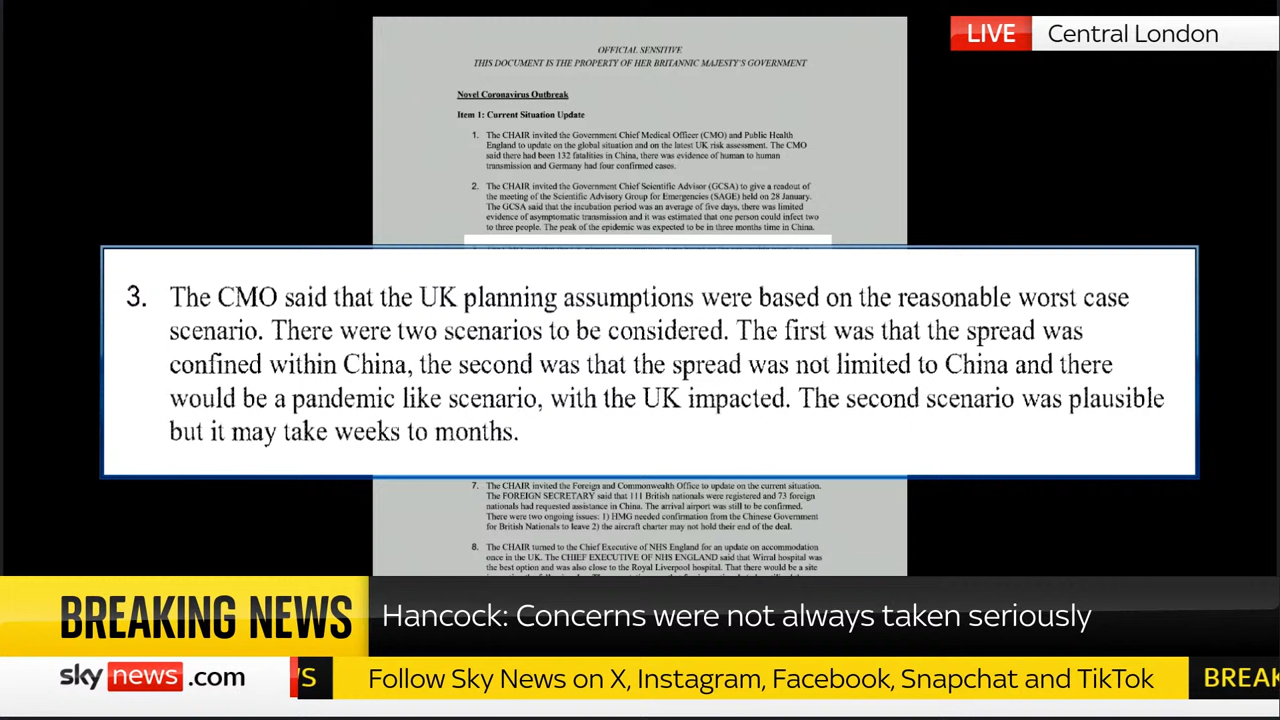 LIVE Central London
OFFICIAL SENSITIVE
THIS DOCUMENT IS THE PROPERTY OF HER BRITANNIC MAJESTY'S GOVERNMENT
Novel Coronavirus Outbreak
Item 1: Current Situation Update
1. The CHAIR invited the Government Chief Medical Officer (CMO) and Public Health
England to update on the global situation and on the latest UK risk assessment. The CMO
said there had been 132 fatalities in China, there was evidence of human to human
transmission and Germany had four confirmed cases.
2. The CHAIR invited the Government Chief Scientific Advisor (GCSA) to give a readout of
the meeting of the Scientific Advisory Group for Emergencies (SAGE) held on 28 January.
The GCSA said that the incubation period was an average of five days, there was limited
evidence of asymptomatic transmission and it was estimated that one person could infect two
to three people. The peak of the epidemic was expected to be in three months time in China.
3. The CMO said that the UK planning assumptions were based on the reasonable worst case
scenario. There were two scenarios to be considered. The first was that the spread was
confined within China, the second was that the spread was not limited to China and there
would be a pandemic like scenario, with the UK impacted. The second scenario was plausible
but it may take weeks to months.
7. The CHAIR invited the Foreign and Commonwealth Office to update on the current situation.
The FOREIGN SECRETARY said that 111 British nationals were registered and 73 foreign
nationals had requested assistance in China. The arrival airport was still to be confirmed.
There were two ongoing issues: 1) HMG needed confirmation from the Chinese Government
for British Nationals to leave 2) the aircraft charter may not hold their end of the deal.
8. The CHAIR turned to the Chief Executive of NHS England for an update on accommodation
once in the UK. The CHIEF EXECUTIVE OF NHS ENGLAND said that Wirral hospital was
the best option and was also close to the Royal Liverpool hospital. That there would be a site
BREAKING NEWS
Hancock: Concerns were not always taken seriously
sky news .com
'S Follow Sky News on X, Instagram, Facebook, Snapchat and TikTok BREAK